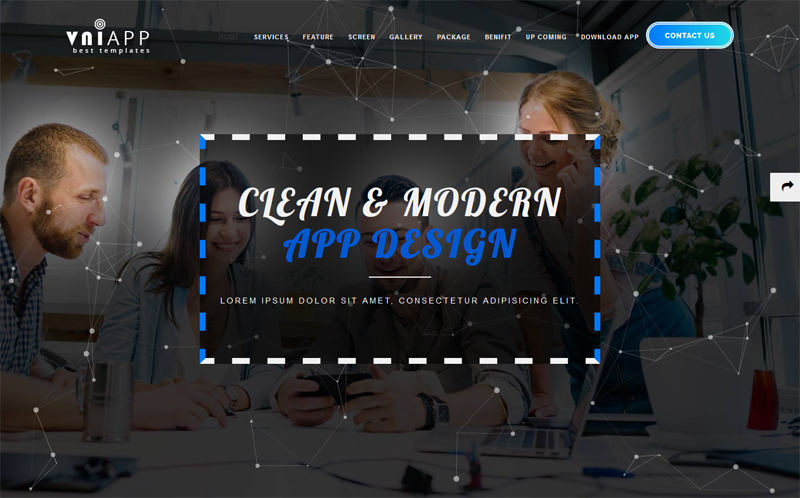 vniAPP
best templates
HOME SERVICES FEATURE SCREEN GALLERY PACKAGE BENIFIT UP COMING DOWNLOAD APP CONTACT US
CLEAN & MODERN
APP DESIGN
LOREM IPSUM DOLOR SIT AMET, CONSECTETUR ADIPISICING ELIT.